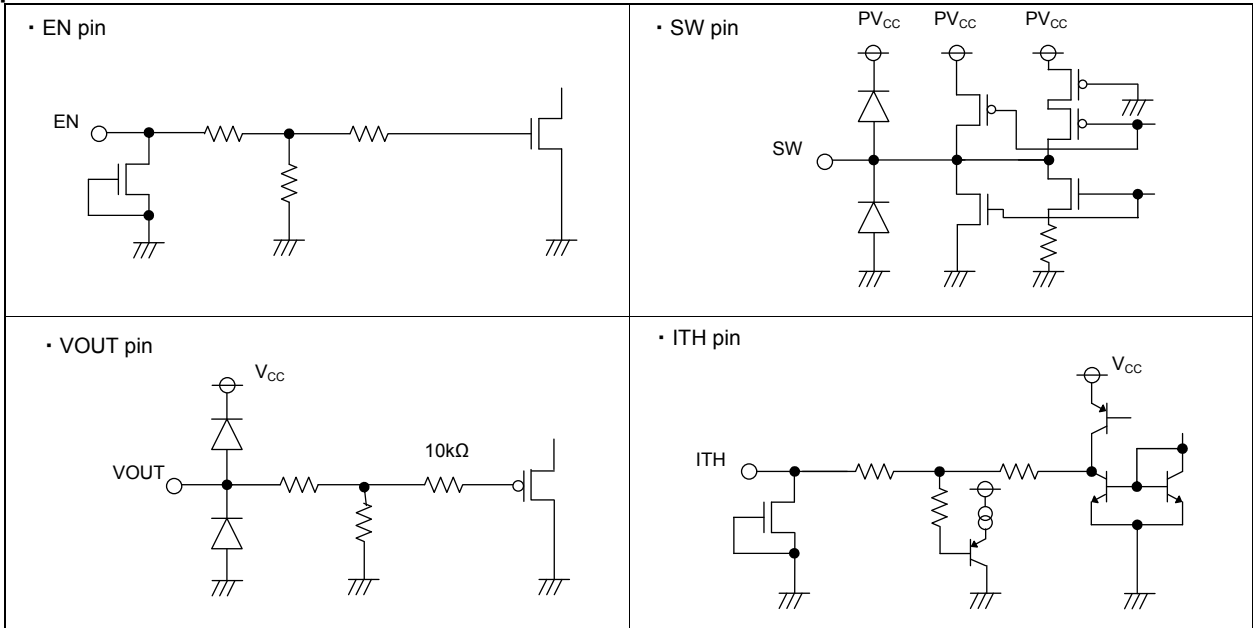 ・EN pin
EN
・SW pin
PVCC PVCC PVCC
SW
・VOUT pin
VCC
10kΩ
VOUT
・ITH pin
VCC
ITH